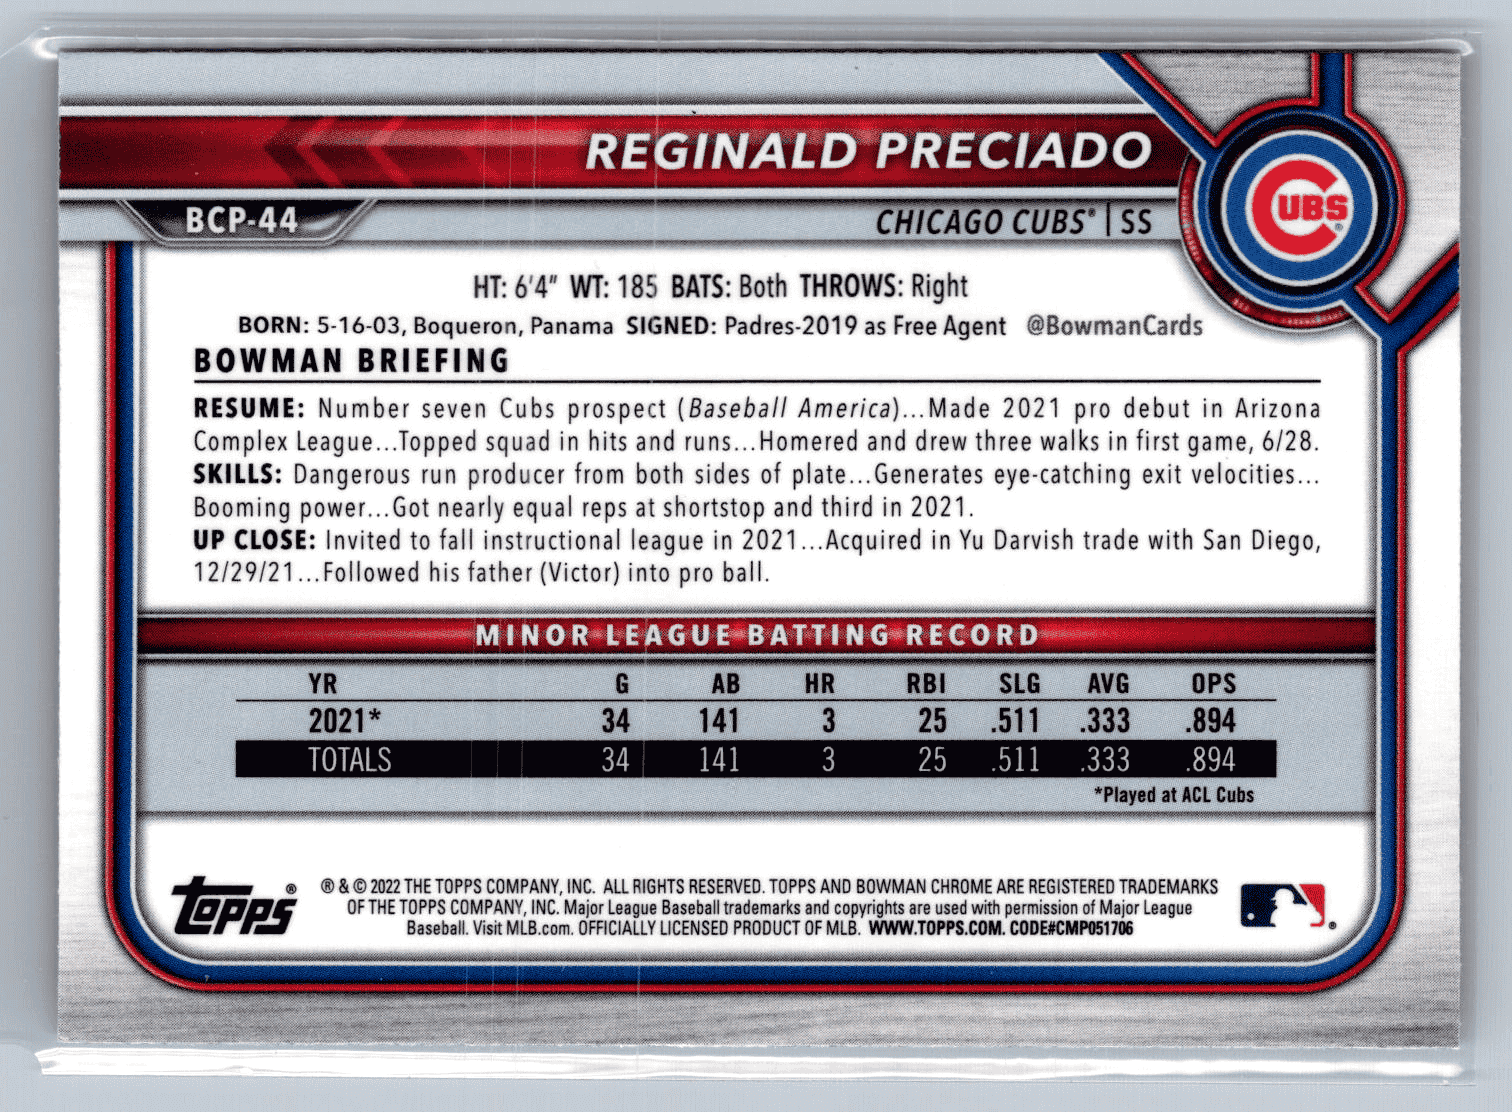 REGINALD PRECIADO
BCP-44
CHICAGO CUBS® | SS
CUBS®
HT: 6'4" WT: 185 BATS: Both THROWS: Right
BORN: 5-16-03, Boqueron, Panama SIGNED: Padres-2019 as Free Agent @BowmanCards
BOWMAN BRIEFING
RESUME: Number seven Cubs prospect (Baseball America)...Made 2021 pro debut in Arizona
Complex League...Topped squad in hits and runs...Homered and drew three walks in first game, 6/28.
SKILLS: Dangerous run producer from both sides of plate...Generates eye-catching exit velocities...
Booming power...Got nearly equal reps at shortstop and third in 2021.
UP CLOSE: Invited to fall instructional league in 2021...Acquired in Yu Darvish trade with San Diego,
12/29/21...Followed his father (Victor) into pro ball.
MINOR LEAGUE BATTING RECORD
YR G AB HR RBI SLG AVG OPS
2021* 34 141 3 25 .511 .333 .894
TOTALS 34 141 3 25 .511 .333 .894
*Played at ACL Cubs
TOPPS®
® & © 2022 THE TOPPS COMPANY, INC. ALL RIGHTS RESERVED. TOPPS AND BOWMAN CHROME ARE REGISTERED TRADEMARKS
OF THE TOPPS COMPANY, INC. Major League Baseball trademarks and copyrights are used with permission of Major League
Baseball. Visit MLB.com. OFFICIALLY LICENSED PRODUCT OF MLB. WWW.TOPPS.COM. CODE#CMP051706